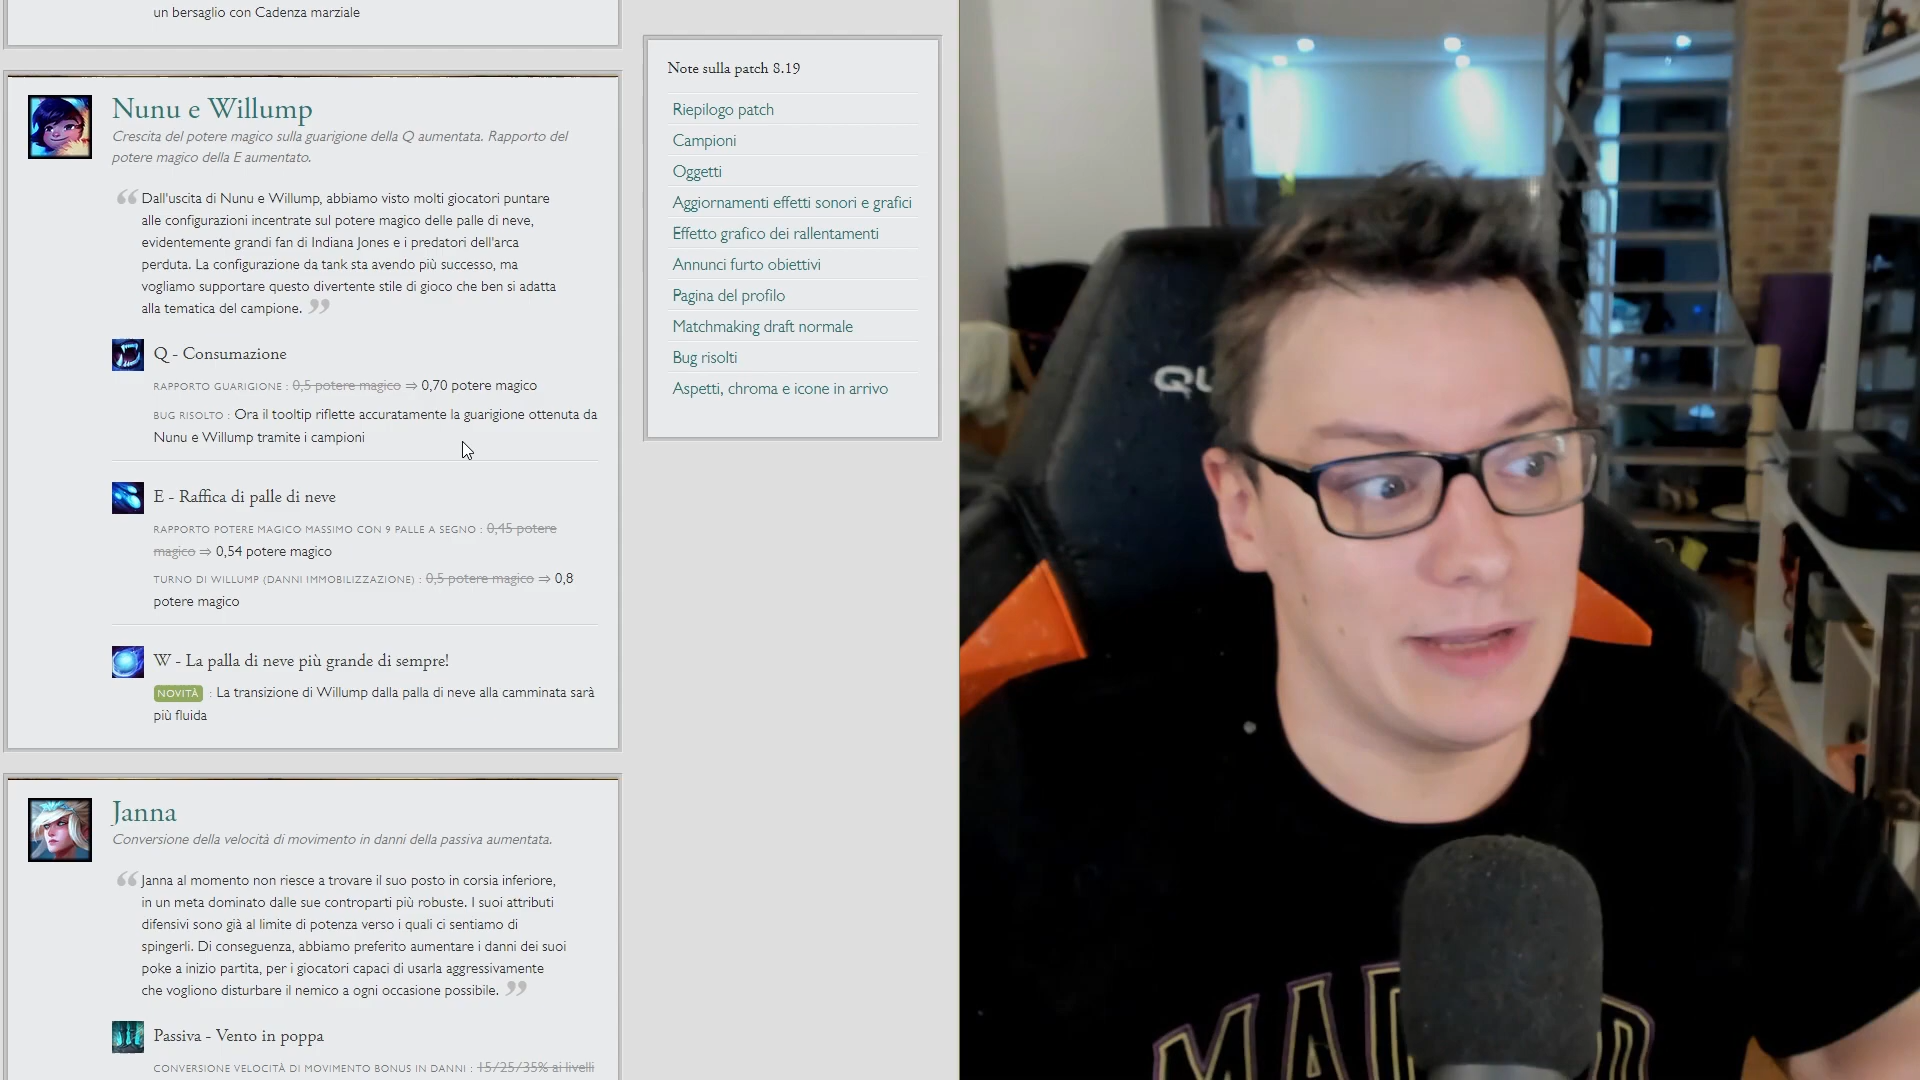 un bersaglio con Cadenza marziale
Nunu e Willump
Crescita del potere magico sulla guarigione della Q aumentata. Rapporto del
potere magico della E aumentato.
“ Dall'uscita di Nunu e Willump, abbiamo visto molti giocatori puntare
alle configurazioni incentrate sul potere magico delle palle di neve,
evidentemente grandi fan di Indiana Jones e i predatori dell'arca
perduta. La configurazione da tank sta avendo più successo, ma
vogliamo supportare questo divertente stile di gioco che ben si adatta
alla tematica del campione. ”
Q - Consumazione
RAPPORTO GUARIGIONE : 0,5 potere magico ⇒ 0,70 potere magico
BUG RISOLTO : Ora il tooltip riflette accuratamente la guarigione ottenuta da
Nunu e Willump tramite i campioni
E - Raffica di palle di neve
RAPPORTO POTERE MAGICO MASSIMO CON 9 PALLE A SEGNO : 0,45 potere
magico ⇒ 0,54 potere magico
TURNO DI WILLUMP (DANNI IMMOBILIZZAZIONE) : 0,5 potere magico ⇒ 0,8
potere magico
W - La palla di neve più grande di sempre!
NOVITÀ : La transizione di Willump dalla palla di neve alla camminata sarà
più fluida
Janna
Conversione della velocità di movimento in danni della passiva aumentata.
“ Janna al momento non riesce a trovare il suo posto in corsia inferiore,
in un meta dominato dalle sue controparti più robuste. I suoi attributi
difensivi sono già al limite di potenza verso i quali ci sentiamo di
spingerli. Di conseguenza, abbiamo preferito aumentare i danni dei suoi
poke a inizio partita, per i giocatori capaci di usarla aggressivamente
che vogliono disturbare il nemico a ogni occasione possibile. ”
Passiva - Vento in poppa
CONVERSIONE VELOCITÀ DI MOVIMENTO BONUS IN DANNI : 15/25/35% ai livelli
Note sulla patch 8.19
Riepilogo patch
Campioni
Oggetti
Aggiornamenti effetti sonori e grafici
Effetto grafico dei rallentamenti
Annunci furto obiettivi
Pagina del profilo
Matchmaking draft normale
Bug risolti
Aspetti, chroma e icone in arrivo